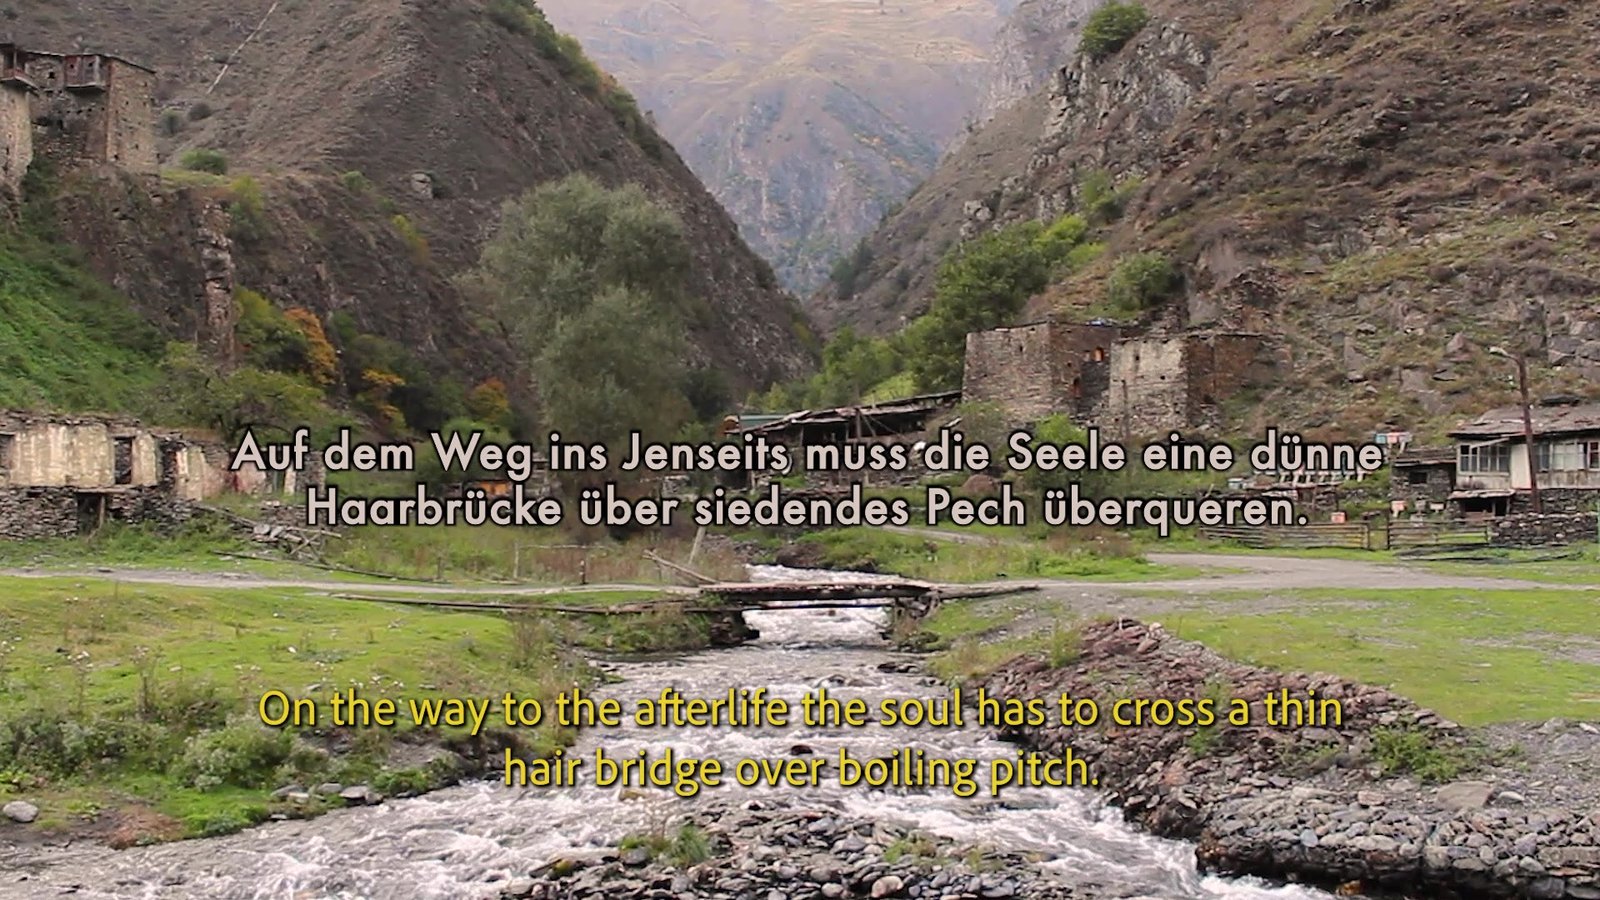 Auf dem Weg ins Jenseits muss die Seele eine dünne
Haarbrücke über siedendes Pech überqueren.
On the way to the afterlife the soul has to cross a thin
hair bridge over boiling pitch.